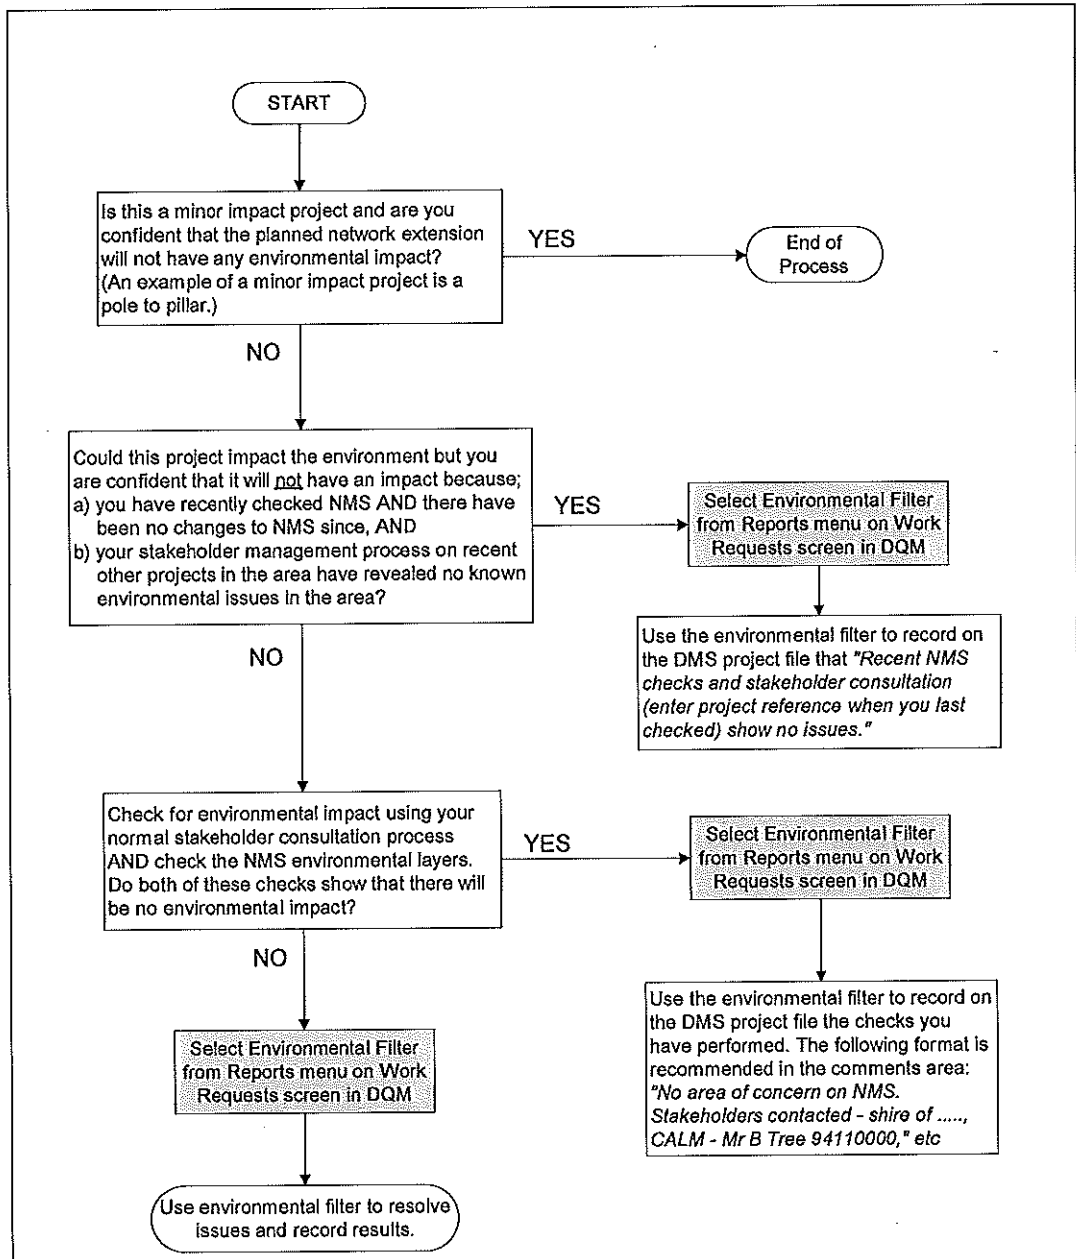 START
Is this a minor impact project and are you
confident that the planned network extension
will not have any environmental impact?
(An example of a minor impact project is a
pole to pillar.)
YES
End of
Process
NO
Could this project impact the environment but you
are confident that it will not have an impact because;
a) you have recently checked NMS AND there have
been no changes to NMS since, AND
b) your stakeholder management process on recent
other projects in the area have revealed no known
environmental issues in the area?
YES
Select Environmental Filter
from Reports menu on Work
Requests screen in DQM
Use the environmental filter to record on
the DMS project file that "Recent NMS
checks and stakeholder consultation
(enter project reference when you last
checked) show no issues."
NO
Check for environmental impact using your
normal stakeholder consultation process
AND check the NMS environmental layers.
Do both of these checks show that there will
be no environmental impact?
YES
Select Environmental Filter
from Reports menu on Work
Requests screen in DQM
Use the environmental filter to record on
the DMS project file the checks you
have performed. The following format is
recommended in the comments area:
"No area of concern on NMS.
Stakeholders contacted - shire of .....,
CALM - Mr B Tree 94110000," etc
NO
Select Environmental Filter
from Reports menu on Work
Requests screen in DQM
Use environmental filter to resolve
issues and record results.